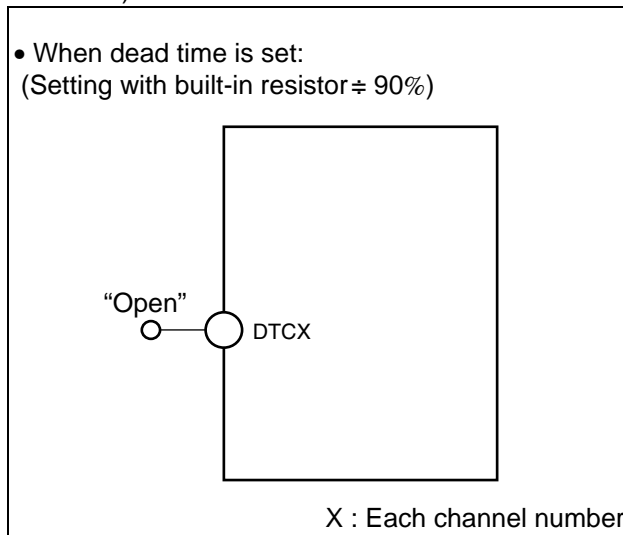 • When dead time is set:
(Setting with built-in resistor ≑ 90%)
“Open”
DTCX
X : Each channel number